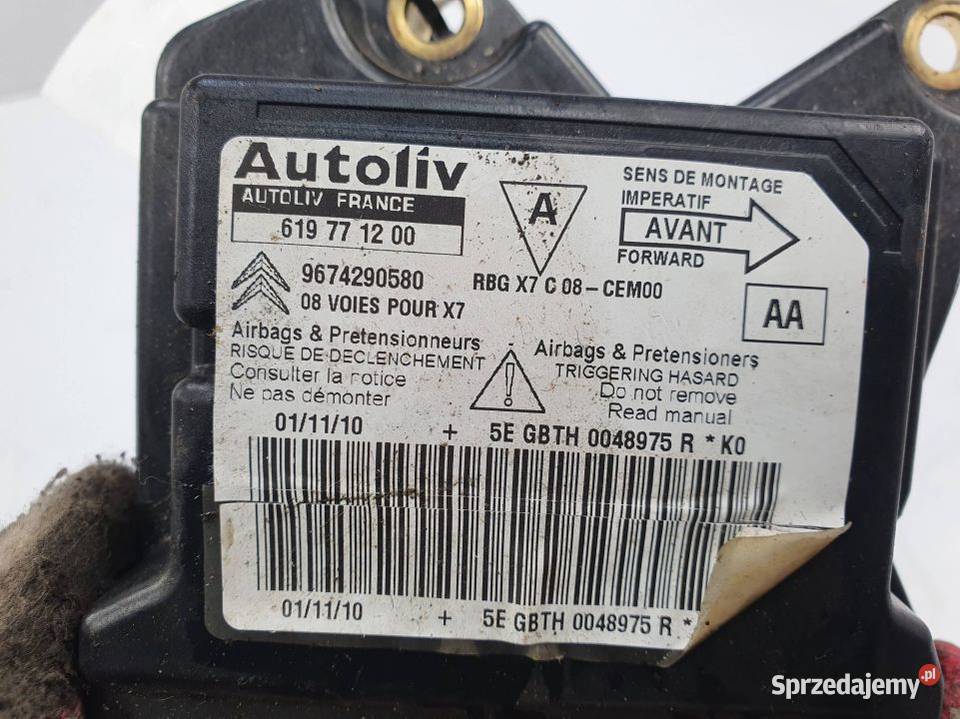 Autoliv
AUTOLIV FRANCE
619 77 12 00
A
SENS DE MONTAGE
IMPERATIF
AVANT
FORWARD
9674290580
RBG X7 C 08-CEM00
08 VOIES POUR X7
AA
Airbags & Pretensionneurs
RISQUE DE DECLENCHEMENT
Consulter la notice
Ne pas démonter
Airbags & Pretensioners
TRIGGERING HASARD
Do not remove
Read manual
01/11/10 + 5E GBTH 0048975 R * K0
01/11/10 + 5E GBTH 0048975 R *
Sprzedajemy.pl